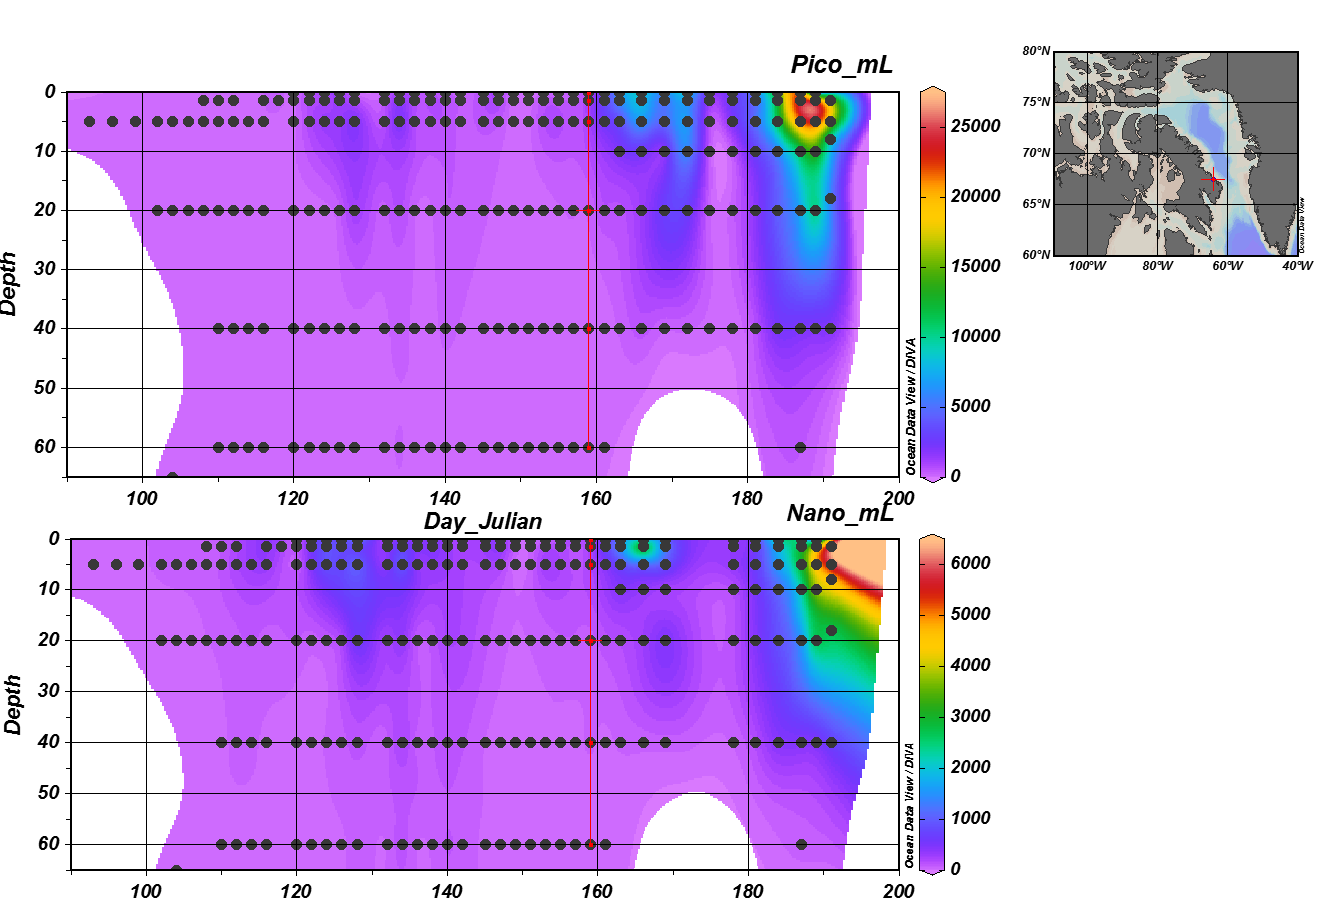 Pico_mL
0
10
20
30
40
50
60
Depth
100
120
140
160
180
200
Day_Julian
25000
20000
15000
10000
5000
0
Ocean Data View / DIVA
80°N
75°N
70°N
65°N
60°N
100°W
80°W
60°W
40°W
Ocean Data View
Nano_mL
0
10
20
30
40
50
60
Depth
100
120
140
160
180
200
6000
5000
4000
3000
2000
1000
0
Ocean Data View / DIVA